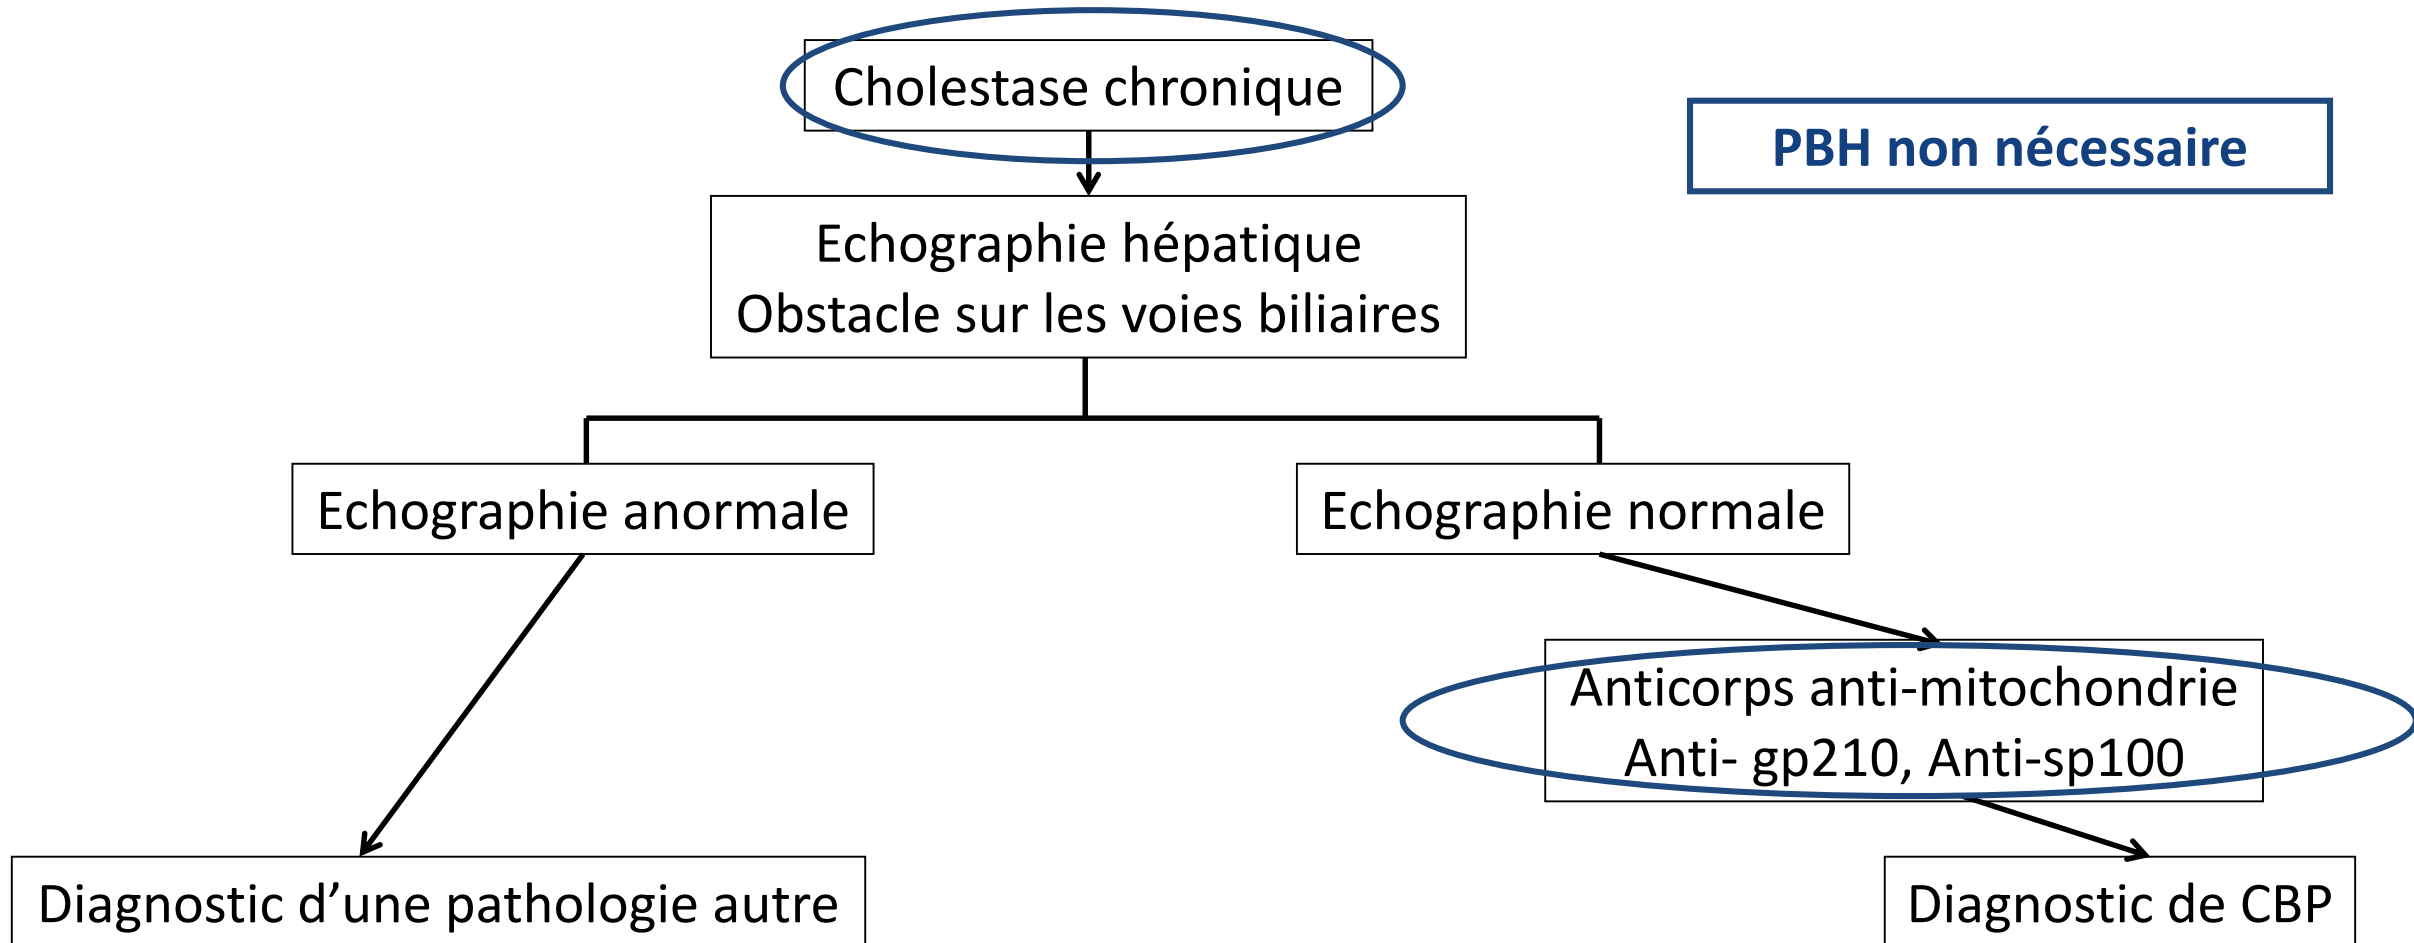 Cholestase chronique
PBH non nécessaire
Echographie hépatique
Obstacle sur les voies biliaires
Echographie anormale
Echographie normale
Anticorps anti-mitochondrie
Anti- gp210, Anti-sp100
Diagnostic d’une pathologie autre
Diagnostic de CBP